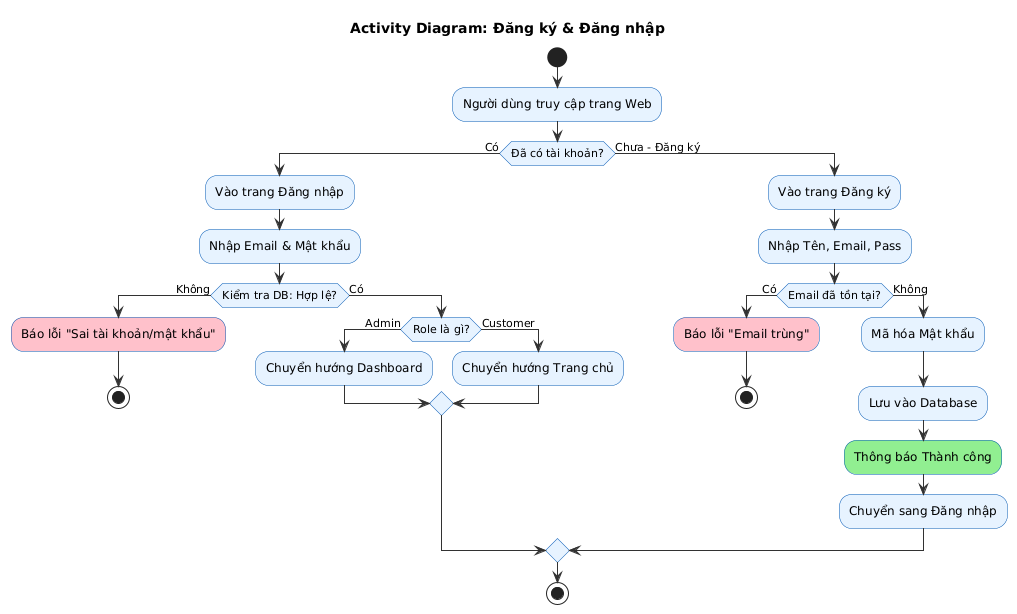 Activity Diagram: Đăng ký & Đăng nhập
Người dùng truy cập trang Web
Có
Đã có tài khoản?
Chưa - Đăng ký
Vào trang Đăng nhập
Nhập Email & Mật khẩu
Không
Kiểm tra DB: Hợp lệ?
Có
Báo lỗi "Sai tài khoản/mật khẩu"
Admin
Role là gì?
Customer
Chuyển hướng Dashboard
Chuyển hướng Trang chủ
Vào trang Đăng ký
Nhập Tên, Email, Pass
Có
Email đã tồn tại?
Không
Báo lỗi "Email trùng"
Mã hóa Mật khẩu
Lưu vào Database
Thông báo Thành công
Chuyển sang Đăng nhập